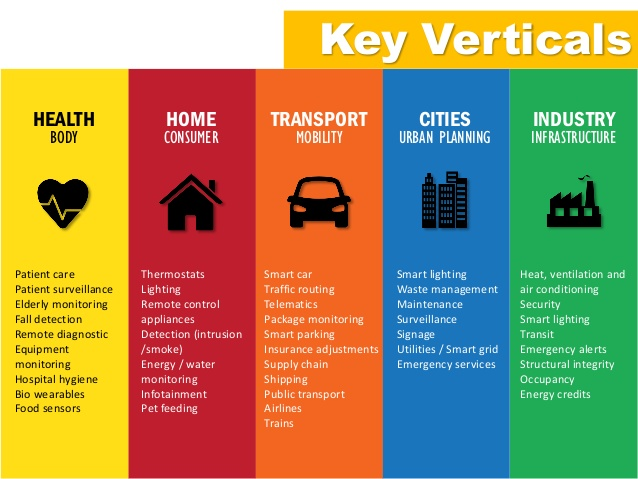 Key Verticals
HEALTH
BODY
Patient care
Patient surveillance
Elderly monitoring
Fall detection
Remote diagnostic
Equipment
monitoring
Hospital hygiene
Bio wearables
Food sensors
HOME
CONSUMER
Thermostats
Lighting
Remote control
appliances
Detection (intrusion
/smoke)
Energy / water
monitoring
Infotainment
Pet feeding
TRANSPORT
MOBILITY
Smart car
Traffic routing
Telematics
Package monitoring
Smart parking
Insurance adjustments
Supply chain
Shipping
Public transport
Airlines
Trains
CITIES
URBAN PLANNING
Smart lighting
Waste management
Maintenance
Surveillance
Signage
Utilities / Smart grid
Emergency services
INDUSTRY
INFRASTRUCTURE
Heat, ventilation and
air conditioning
Security
Smart lighting
Transit
Emergency alerts
Structural integrity
Occupancy
Energy credits